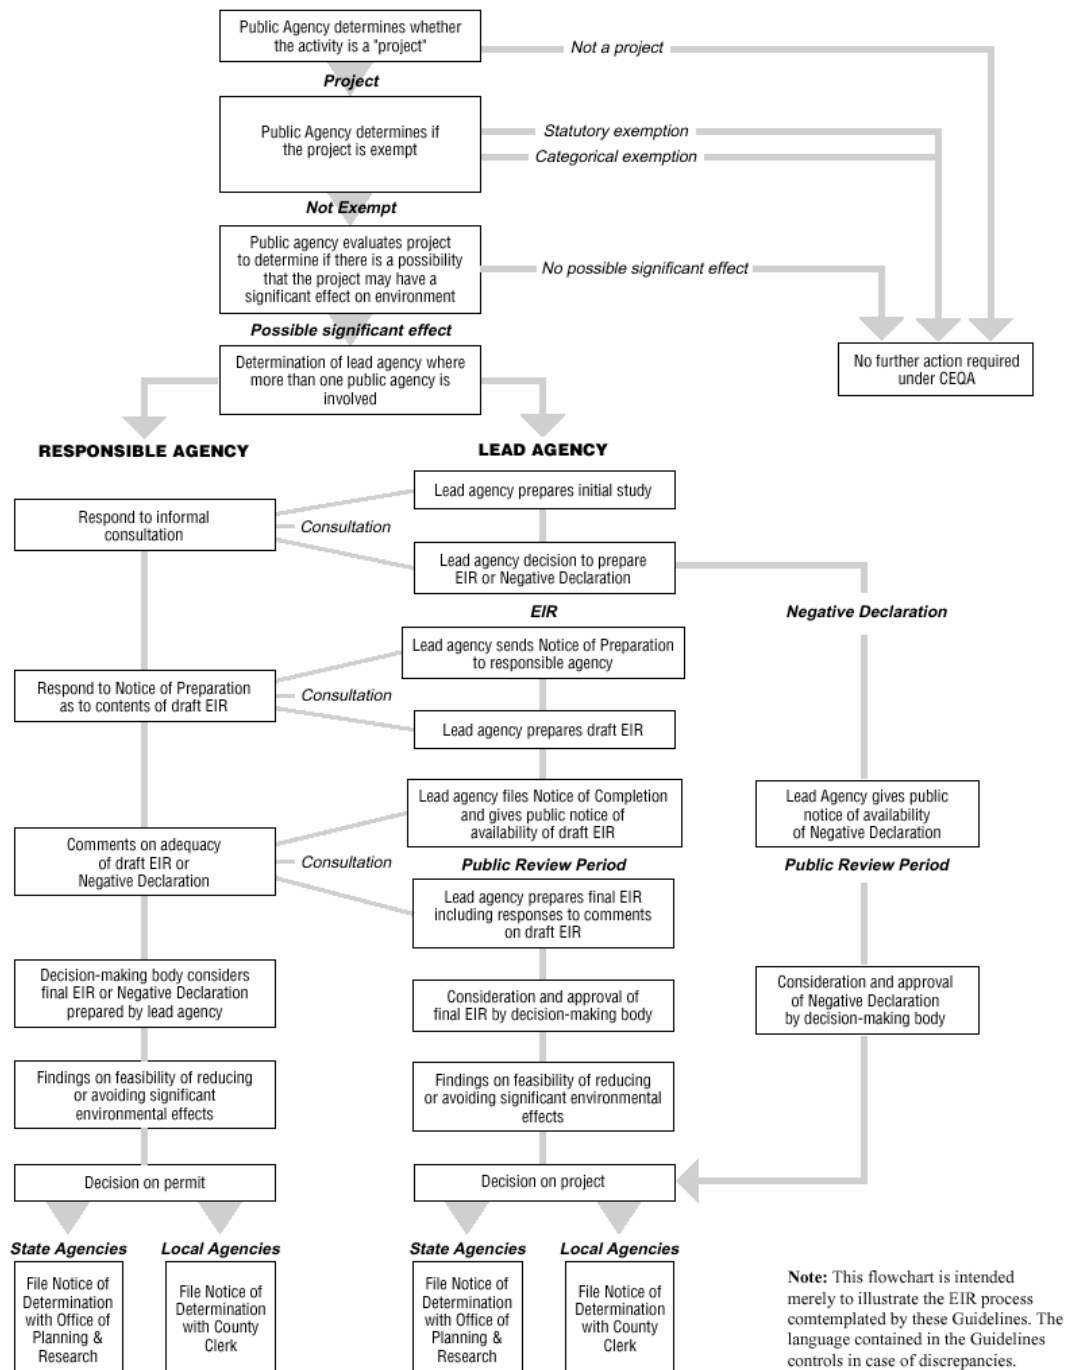 Public Agency determines whether
the activity is a "project"
Not a project
Project
Public Agency determines if
the project is exempt
Statutory exemption
Categorical exemption
Not Exempt
Public agency evaluates project
to determine if there is a possibility
that the project may have a
significant effect on environment
No possible significant effect
Possible significant effect
Determination of lead agency where
more than one public agency is
involved
No further action required
under CEQA
RESPONSIBLE AGENCY
LEAD AGENCY
Lead agency prepares initial study
Respond to informal
consultation
Consultation
Lead agency decision to prepare
EIR or Negative Declaration
EIR
Negative Declaration
Lead agency sends Notice of Preparation
to responsible agency
Respond to Notice of Preparation
as to contents of draft EIR
Consultation
Lead agency prepares draft EIR
Lead agency files Notice of Completion
and gives public notice of
availability of draft EIR
Lead Agency gives public
notice of availability
of Negative Declaration
Comments on adequacy
of draft EIR or
Negative Declaration
Consultation
Public Review Period
Public Review Period
Lead agency prepares final EIR
including responses to comments
on draft EIR
Decision-making body considers
final EIR or Negative Declaration
prepared by lead agency
Consideration and approval of
final EIR by decision-making body
Consideration and approval
of Negative Declaration
by decision-making body
Findings on feasibility of reducing
or avoiding significant
environmental effects
Findings on feasibility of reducing
or avoiding significant environmental
effects
Decision on permit
Decision on project
State Agencies
Local Agencies
State Agencies
Local Agencies
File Notice of
Determination
with Office of
Planning &
Research
File Notice of
Determination
with County
Clerk
File Notice of
Determination
with Office of
Planning &
Research
File Notice of
Determination
with County
Clerk
Note: This flowchart is intended
merely to illustrate the EIR process
comtemplated by these Guidelines. The
language contained in the Guidelines
controls in case of discrepancies.